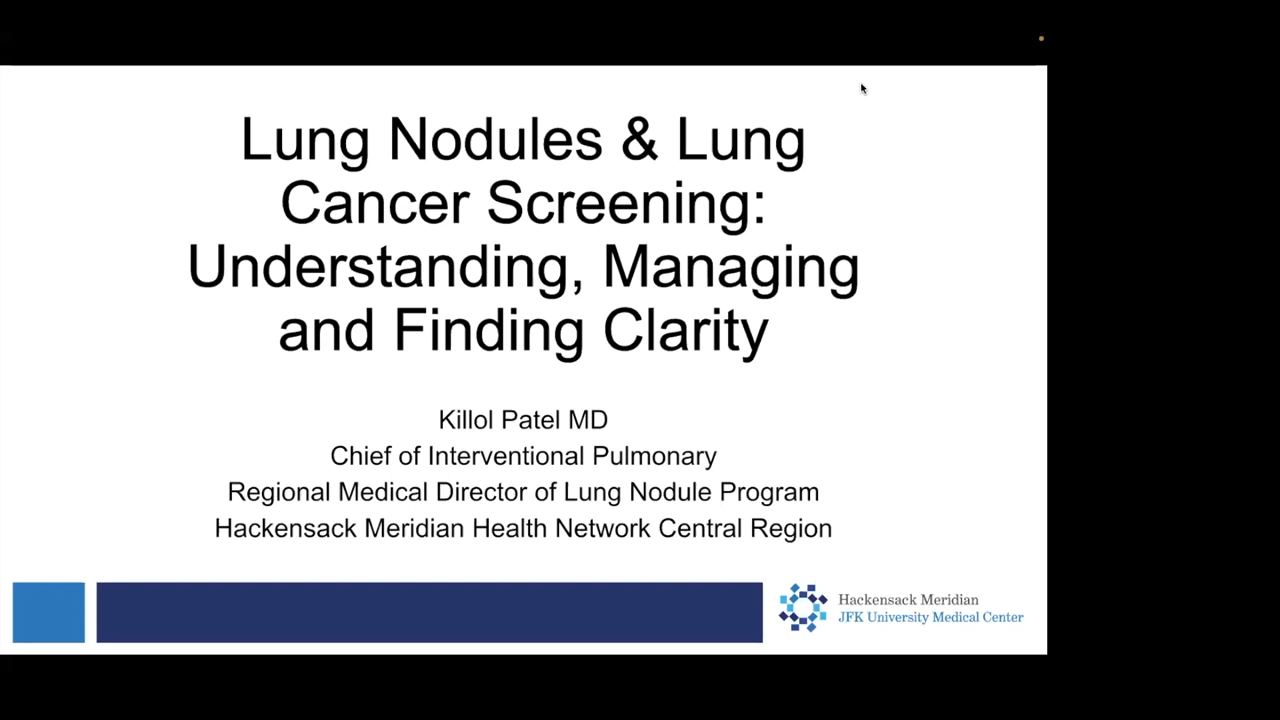 Lung Nodules & Lung
Cancer Screening:
Understanding, Managing
and Finding Clarity
Killol Patel MD
Chief of Interventional Pulmonary
Regional Medical Director of Lung Nodule Program
Hackensack Meridian Health Network Central Region
Hackensack Meridian
JFK University Medical Center